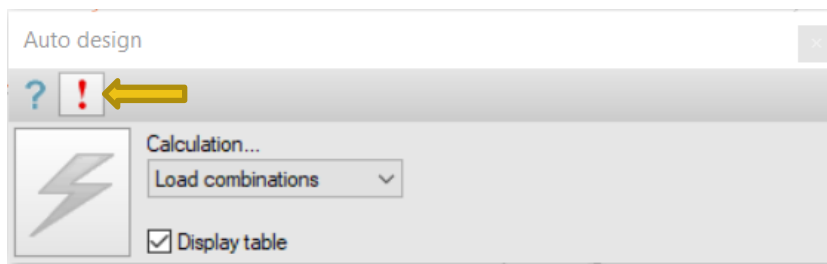 Auto design
? !
Calculation...
Load combinations
Display table